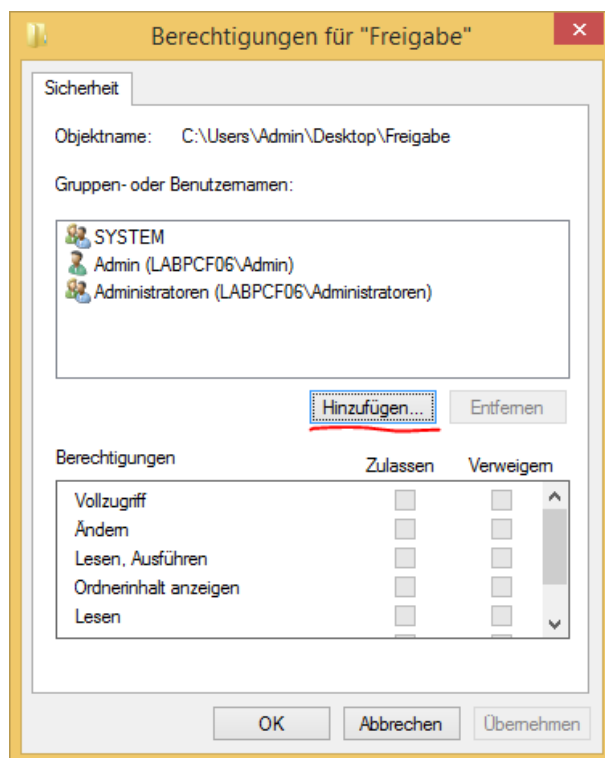 Berechtigungen für "Freigabe"
Sicherheit
Objektname: C:\Users\Admin\Desktop\Freigabe
Gruppen- oder Benutzernamen:
SYSTEM
Admin (LABPCF06\Admin)
Administratoren (LABPCF06\Administratoren)
Hinzufügen... Entfernen
Berechtigungen Zulassen Verweigern
Vollzugriff
Ändern
Lesen, Ausführen
Ordnerinhalt anzeigen
Lesen
OK Abbrechen Übernehmen